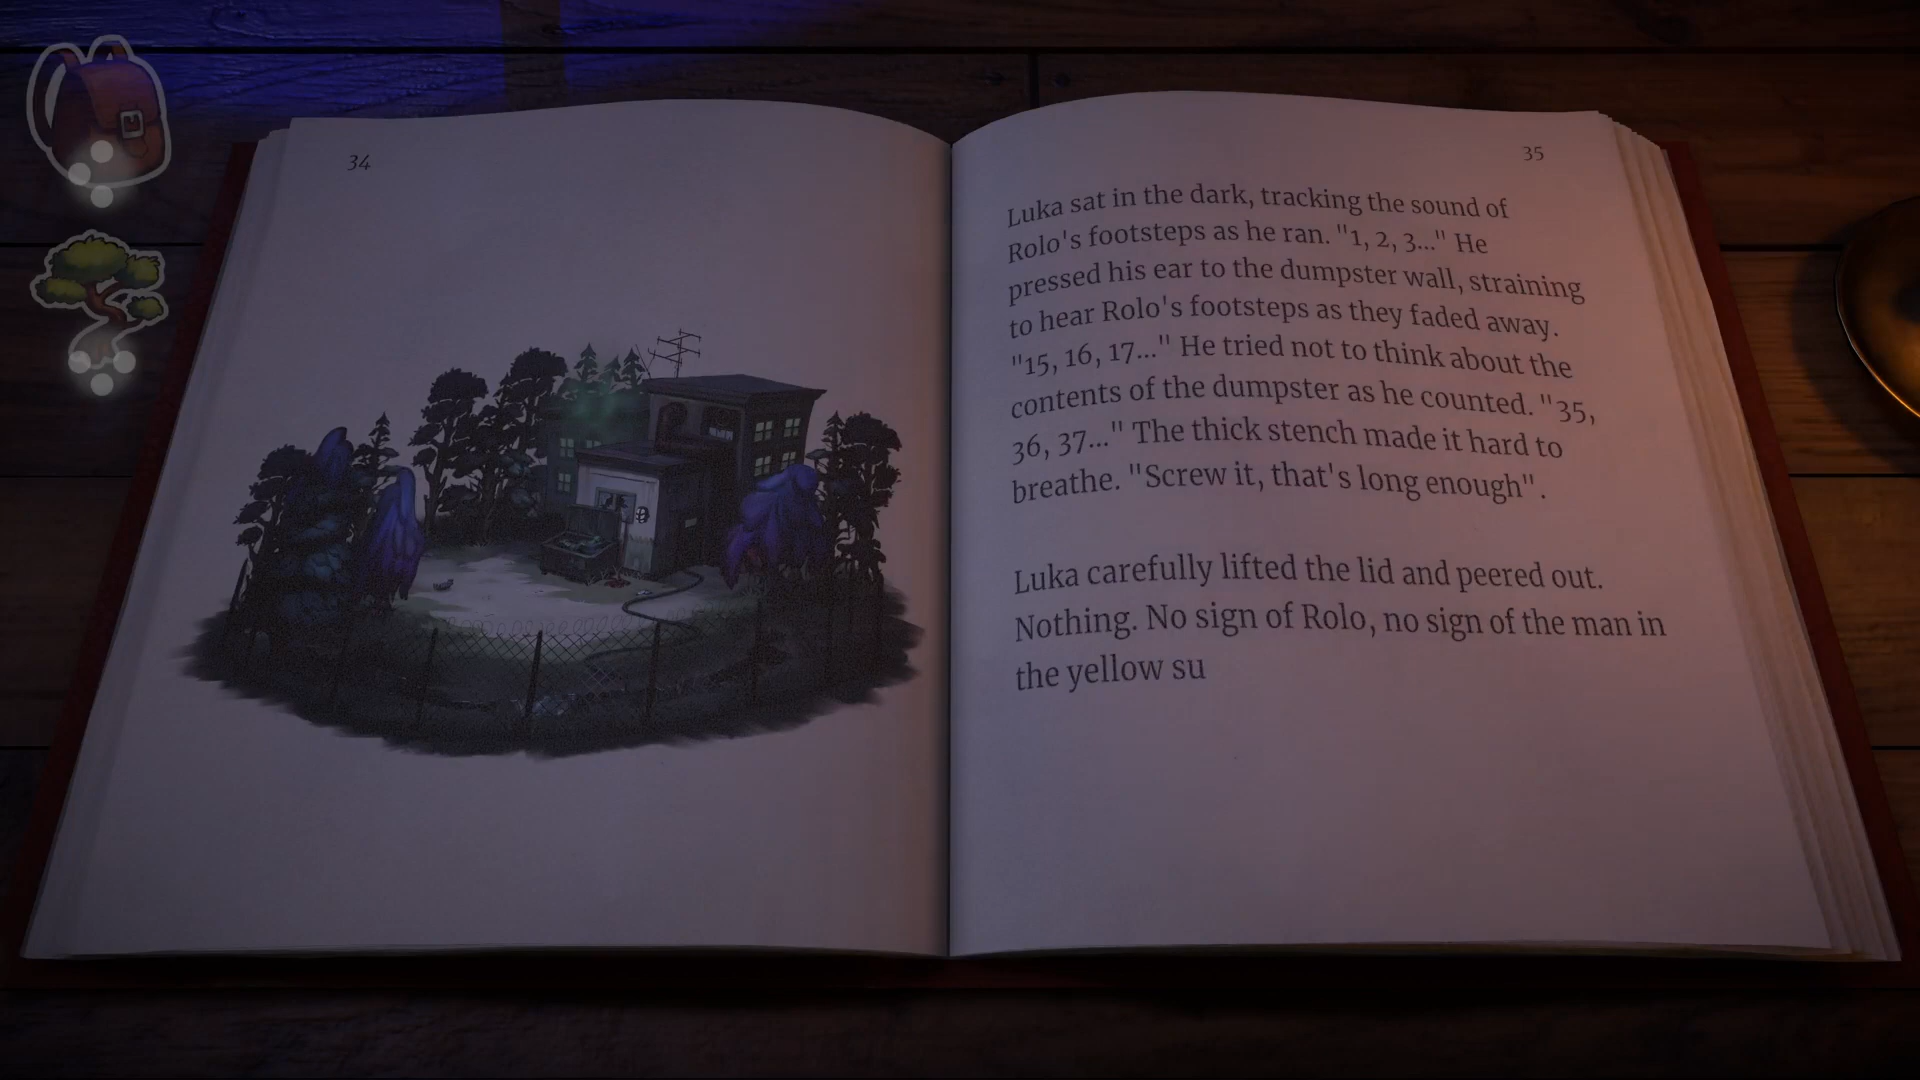 34
35
Luka sat in the dark, tracking the sound of
Rolo's footsteps as he ran. "1, 2, 3..." He
pressed his ear to the dumpster wall, straining
to hear Rolo's footsteps as they faded away.
"15, 16, 17..." He tried not to think about the
contents of the dumpster as he counted. "35,
36, 37..." The thick stench made it hard to
breathe. "Screw it, that's long enough".
Luka carefully lifted the lid and peered out.
Nothing. No sign of Rolo, no sign of the man in
the yellow su